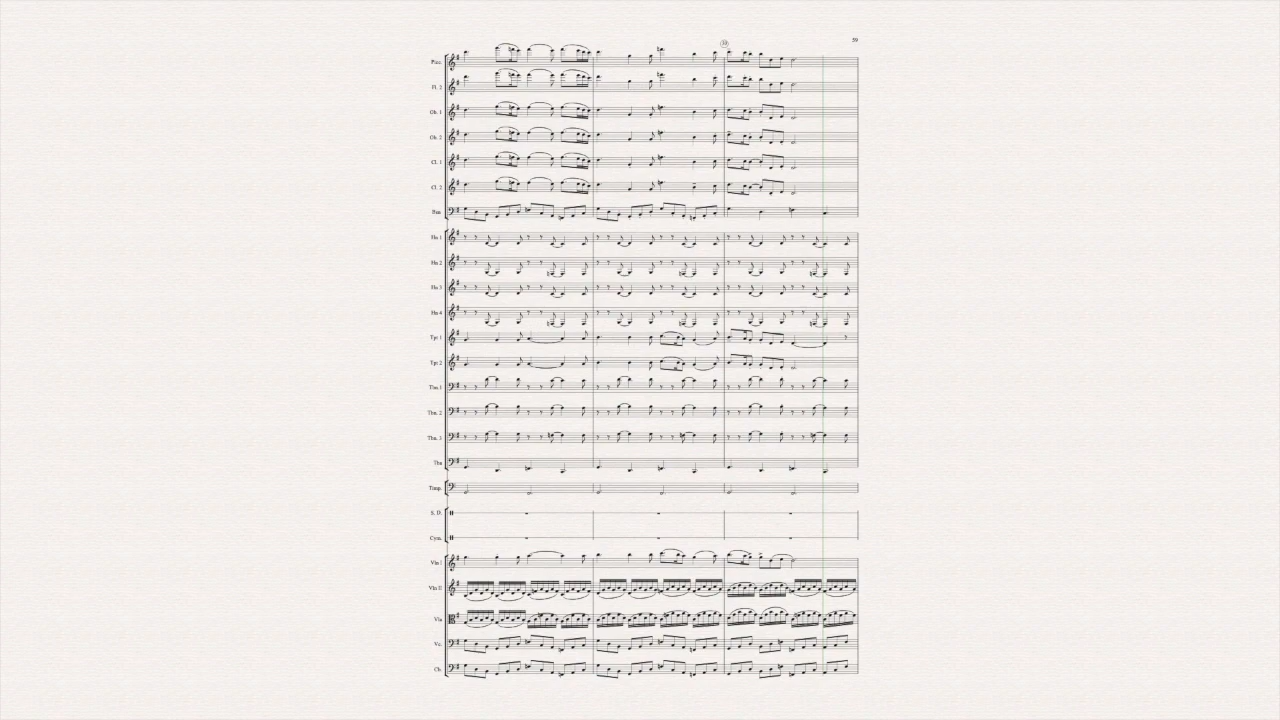 59
Picc.
Fl. 2
Ob. 1
Ob. 2
Cl. 1
Cl. 2
Bsn
Hn 1
Hn 2
Hn 3
Hn 4
Tpt 1
Tpt 2
Tbn. 1
Tbn. 2
Tbn. 3
Tba
Timp.
S. D.
Cym.
Vln I
Vln II
Vla
Vc.
Cb